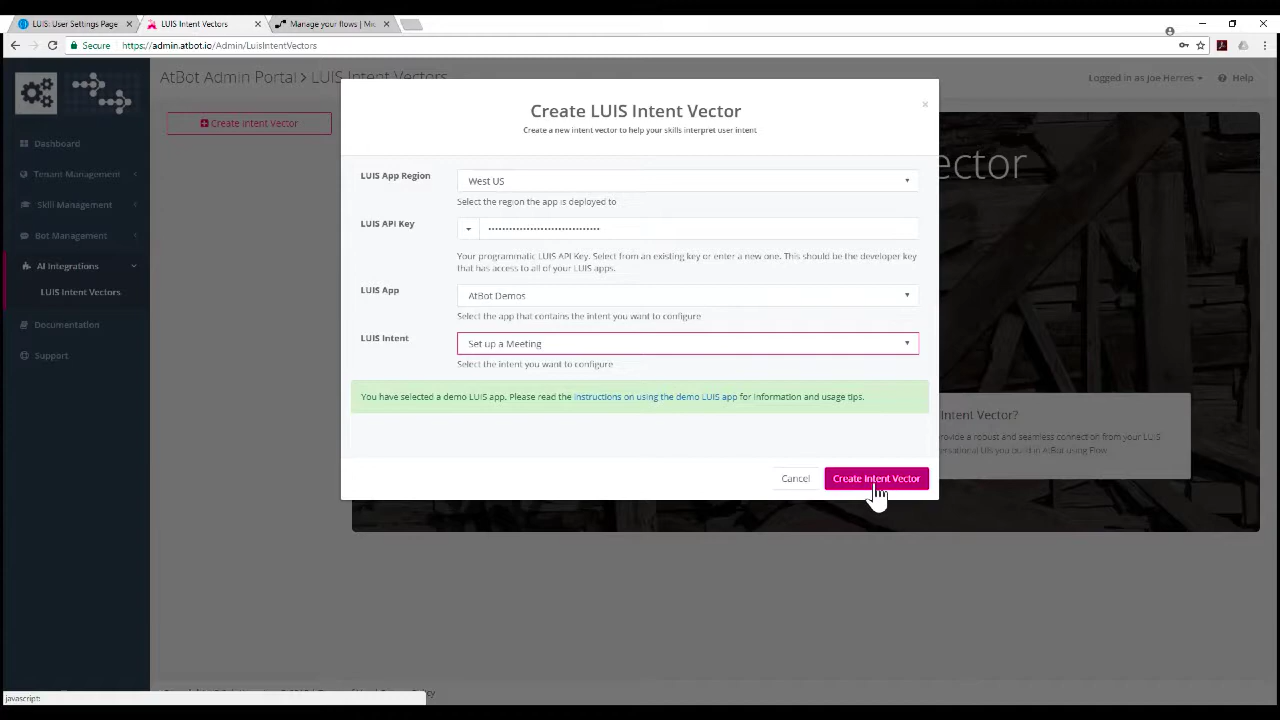 LUIS: User Settings Page
LUIS Intent Vectors
Manage your flows | Mic
Secure
https://admin.atbot.io/Admin/LuisIntentVectors
AtBot Admin Portal > LUIS Intent Vectors
Logged in as Joe Herres
Help
Create Intent Vector
Dashboard
Tenant Management
Skill Management
Bot Management
AI Integrations
LUIS Intent Vectors
Documentation
Support
Create LUIS Intent Vector
×
Create a new intent vector to help your skills interpret user intent
LUIS App Region
West US
Select the region the app is deployed to
LUIS API Key
Your programmatic LUIS API Key. Select from an existing key or enter a new one. This should be the developer key
that has access to all of your LUIS apps.
LUIS App
AtBot Demos
Select the app that contains the intent you want to configure
LUIS Intent
Set up a Meeting
Select the intent you want to configure
You have selected a demo LUIS app. Please read the instructions on using the demo LUIS app for information and usage tips.
Cancel
Create Intent Vector
ector
Intent Vector?
provide a robust and seamless connection from your LUIS
you build in AtBot using Flow
javascript: